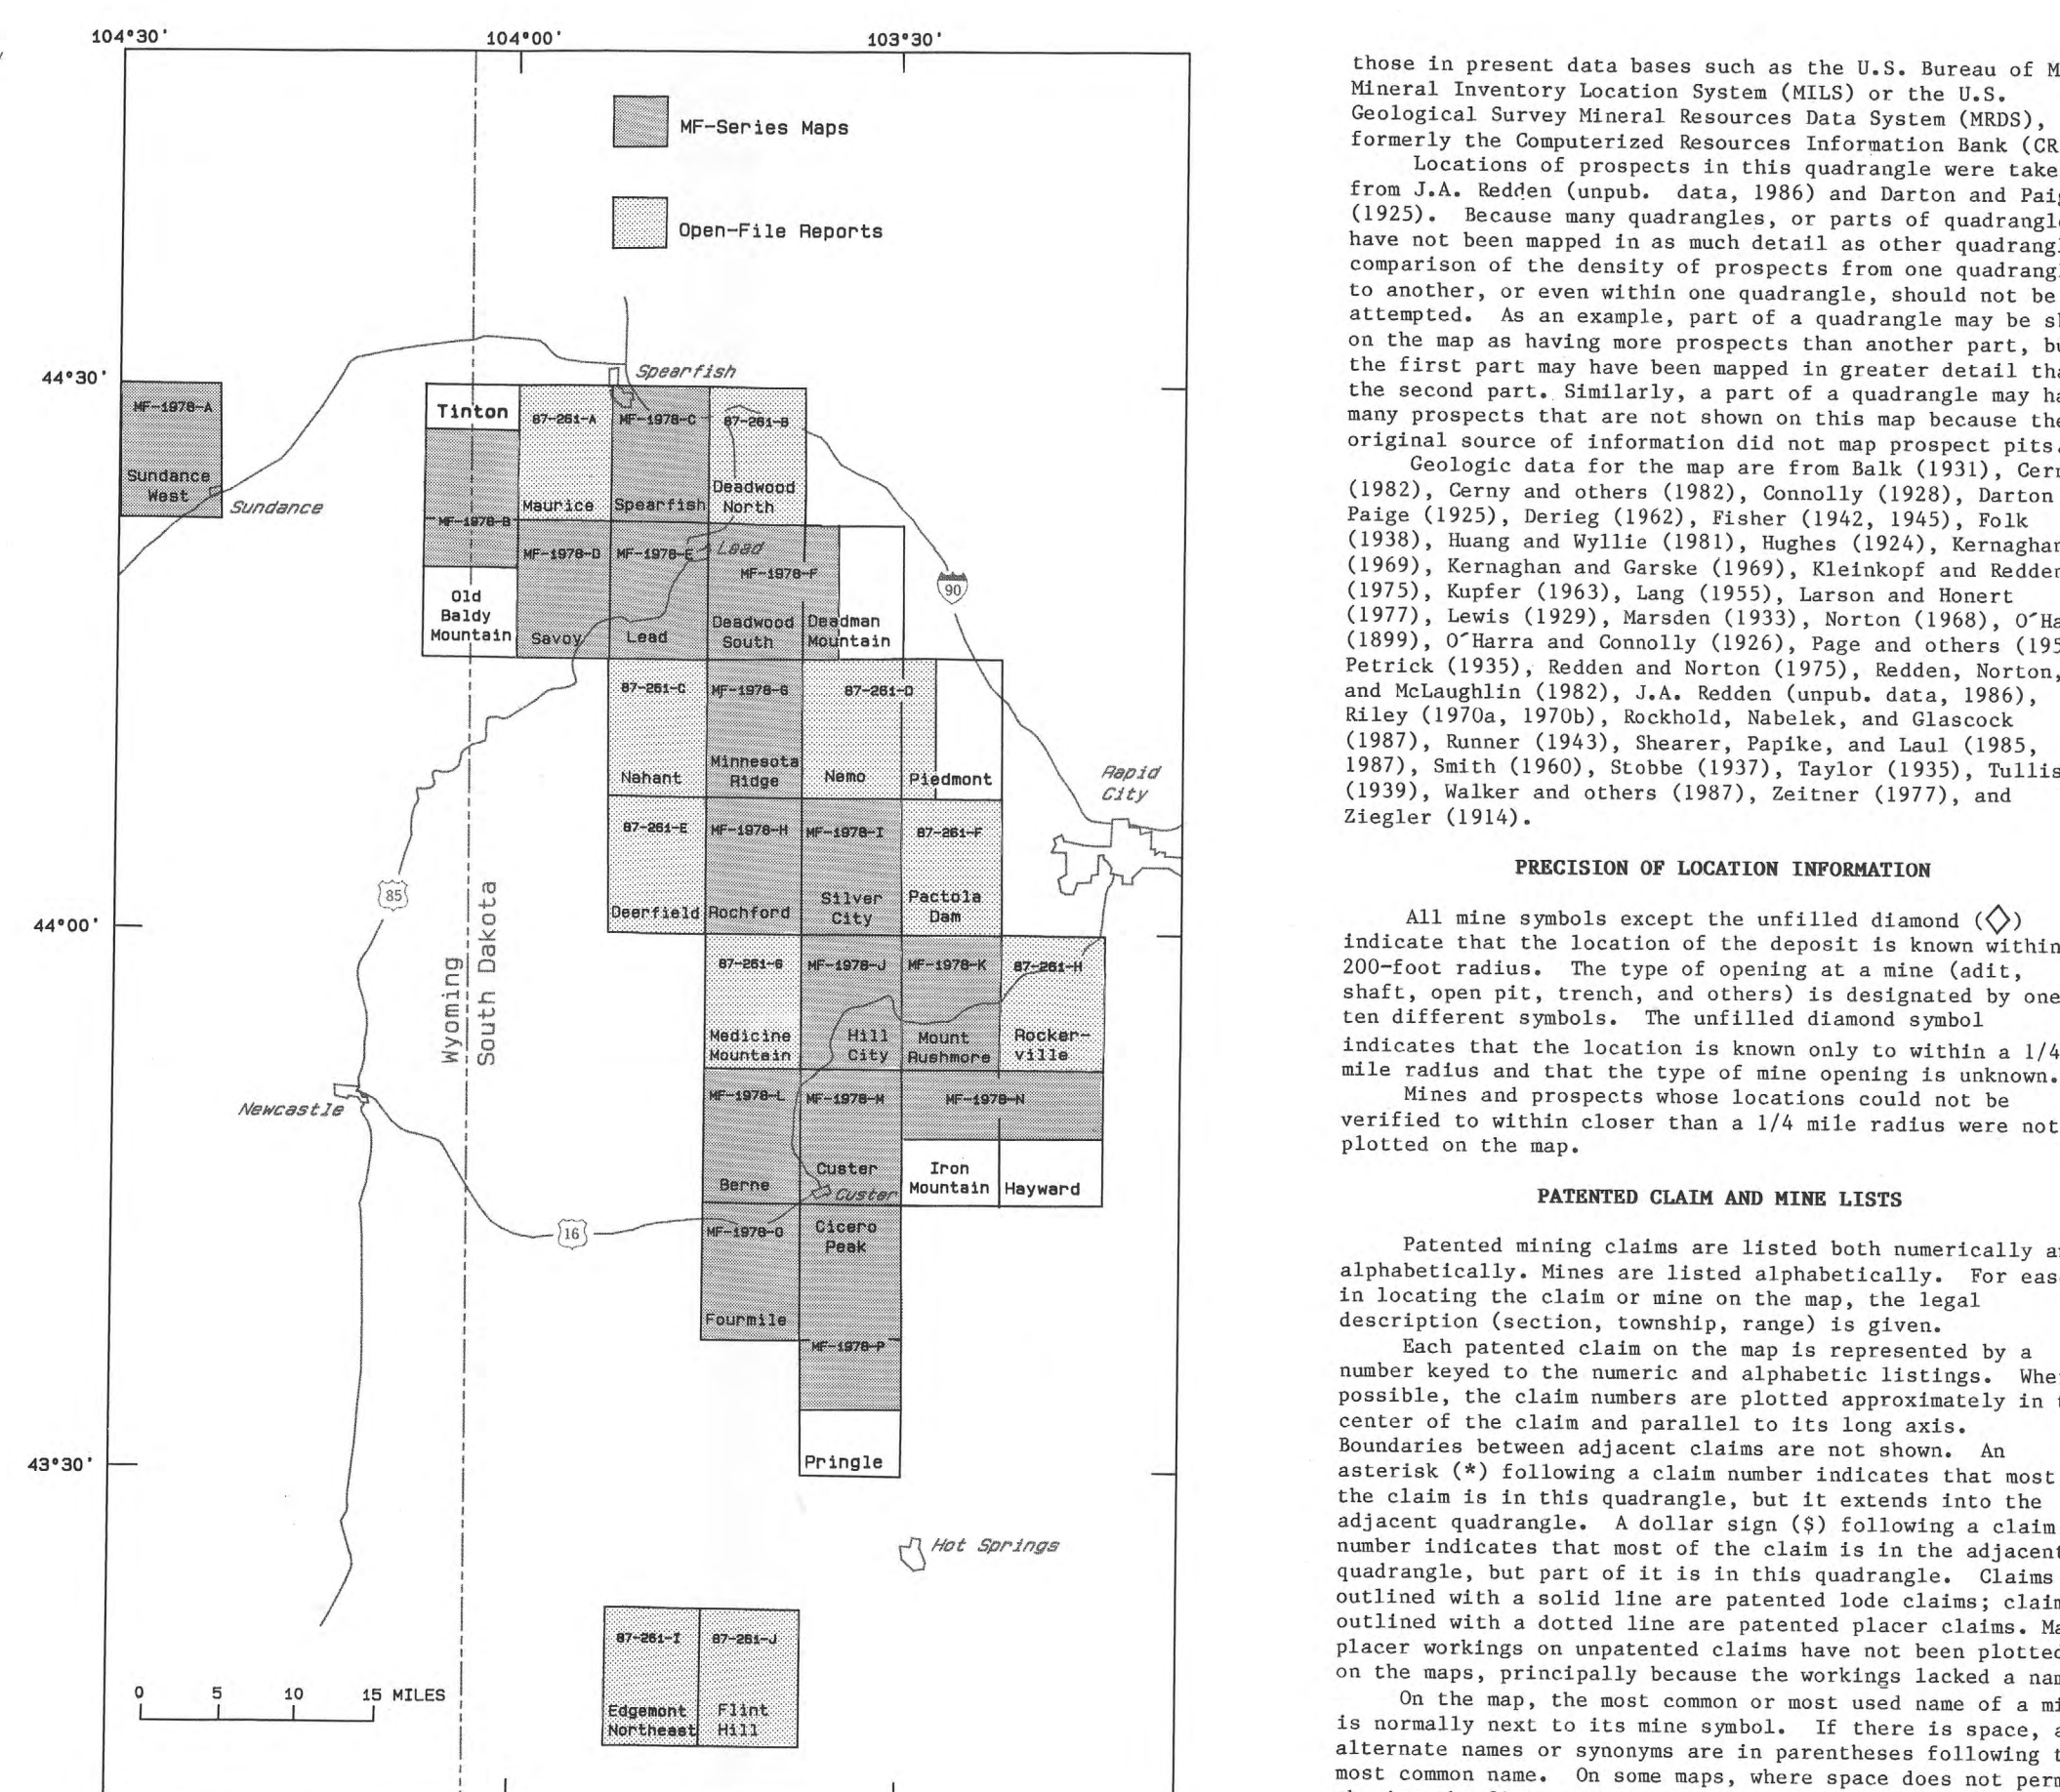 104°30'
104°00'
103°30'
MF-Series Maps
Open-File Reports
44°30'
Spearfish
MF-1978-A
Sundance
West
Sundance
Tinton
MF-1978-B
87-261-A
Maurice
MF-1978-C
Spearfish
87-261-B
Deadwood
North
Old
Baldy
Mountain
MF-1978-D
Savoy
MF-1978-E
Lead
Lead
MF-1978-F
Deadwood
South
Deadman
Mountain
90
87-261-C
Nahant
MF-1978-G
Minnesota
Ridge
87-261-D
Nemo
Piedmont
Rapid
City
87-261-E
Deerfield
MF-1978-H
Rochford
MF-1978-I
Silver
City
87-261-F
Pactola
Dam
85
44°00'
Wyoming
South Dakota
87-261-G
Medicine
Mountain
MF-1978-J
Hill
City
MF-1978-K
Mount
Rushmore
87-261-H
Rocker-
ville
Newcastle
MF-1978-L
Berne
MF-1978-M
Custer
Custer
MF-1978-N
Iron
Mountain
Hayward
16
MF-1978-O
Fourmile
Cicero
Peak
MF-1978-P
Pringle
43°30'
Hot Springs
87-261-I
Edgemont
Northeast
87-261-J
Flint
Hill
0 5 10 15 MILES
those in present data bases such as the U.S. Bureau of M
Mineral Inventory Location System (MILS) or the U.S.
Geological Survey Mineral Resources Data System (MRDS),
formerly the Computerized Resources Information Bank (CR
Locations of prospects in this quadrangle were take
from J.A. Redden (unpub. data, 1986) and Darton and Paig
(1925). Because many quadrangles, or parts of quadrangle
have not been mapped in as much detail as other quadrangl
comparison of the density of prospects from one quadrangl
to another, or even within one quadrangle, should not be
attempted. As an example, part of a quadrangle may be sh
on the map as having more prospects than another part, bu
the first part may have been mapped in greater detail tha
the second part. Similarly, a part of a quadrangle may ha
many prospects that are not shown on this map because the
original source of information did not map prospect pits.
Geologic data for the map are from Balk (1931), Cern
(1982), Cerny and others (1982), Connolly (1928), Darton
Paige (1925), Derieg (1962), Fisher (1942, 1945), Folk
(1938), Huang and Wyllie (1981), Hughes (1924), Kernaghan
(1969), Kernaghan and Garske (1969), Kleinkopf and Redden
(1975), Kupfer (1963), Lang (1955), Larson and Honert
(1977), Lewis (1929), Marsden (1933), Norton (1968), O´Ha
(1899), O´Harra and Connolly (1926), Page and others (195
Petrick (1935), Redden and Norton (1975), Redden, Norton,
and McLaughlin (1982), J.A. Redden (unpub. data, 1986),
Riley (1970a, 1970b), Rockhold, Nabelek, and Glascock
(1987), Runner (1943), Shearer, Papike, and Laul (1985,
1987), Smith (1960), Stobbe (1937), Taylor (1935), Tullis
(1939), Walker and others (1987), Zeitner (1977), and
Ziegler (1914).
PRECISION OF LOCATION INFORMATION
All mine symbols except the unfilled diamond (◇)
indicate that the location of the deposit is known within
200-foot radius. The type of opening at a mine (adit,
shaft, open pit, trench, and others) is designated by one
ten different symbols. The unfilled diamond symbol
indicates that the location is known only to within a 1/4
mile radius and that the type of mine opening is unknown.
Mines and prospects whose locations could not be
verified to within closer than a 1/4 mile radius were not
plotted on the map.
PATENTED CLAIM AND MINE LISTS
Patented mining claims are listed both numerically an
alphabetically. Mines are listed alphabetically. For eas
in locating the claim or mine on the map, the legal
description (section, township, range) is given.
Each patented claim on the map is represented by a
number keyed to the numeric and alphabetic listings. Whe
possible, the claim numbers are plotted approximately in t
center of the claim and parallel to its long axis.
Boundaries between adjacent claims are not shown. An
asterisk (*) following a claim number indicates that most
the claim is in this quadrangle, but it extends into the
adjacent quadrangle. A dollar sign ($) following a claim
number indicates that most of the claim is in the adjacent
quadrangle, but part of it is in this quadrangle. Claims
outlined with a solid line are patented lode claims; claim
outlined with a dotted line are patented placer claims. Ma
placer workings on unpatented claims have not been plotted
on the maps, principally because the workings lacked a nam
On the map, the most common or most used name of a mi
is normally next to its mine symbol. If there is space, a
alternate names or synonyms are in parentheses following t
most common name. On some maps, where space does not perm